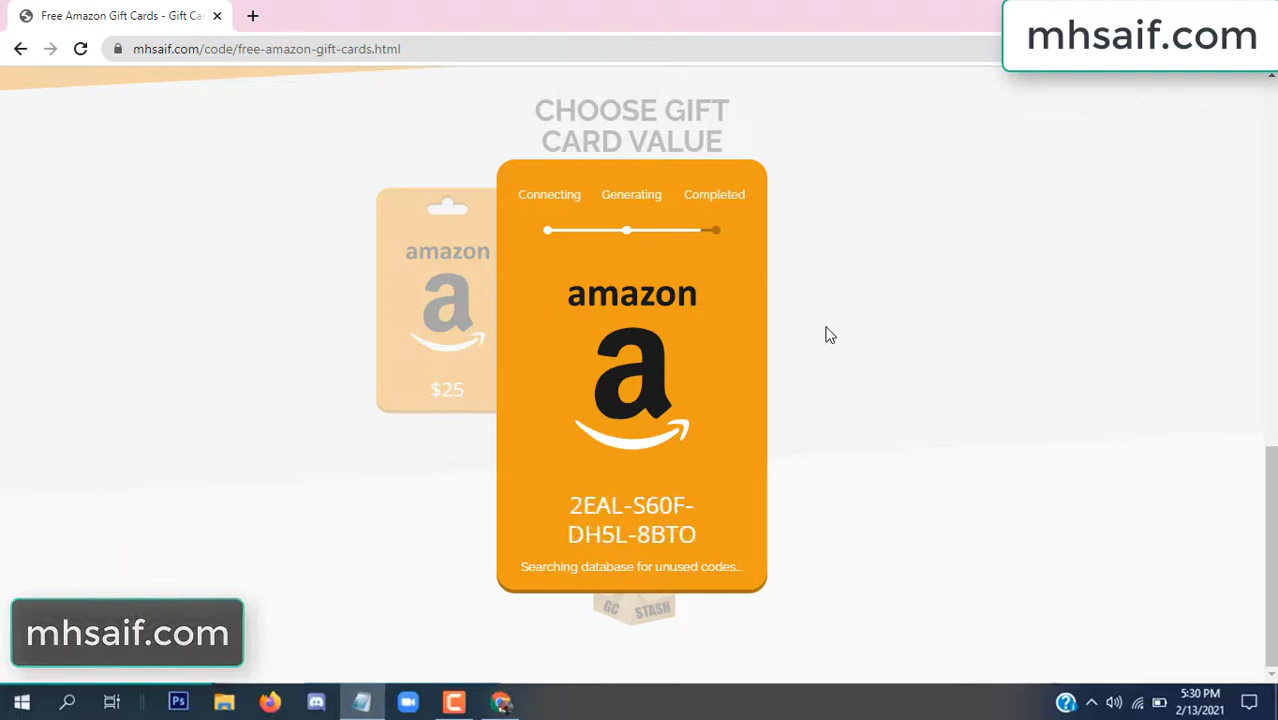 Free Amazon Gift Cards - Gift Ca
mhsaif.com/code/free-amazon-gift-cards.html
mhsaif.com
CHOOSE GIFT
CARD VALUE
Connecting Generating Completed
amazon
a
$25
amazon
a
2EAL-S60F-
DH5L-8BTO
Searching database for unused codes...
GC STASH
mhsaif.com
Ps
5:30 PM
2/13/2021